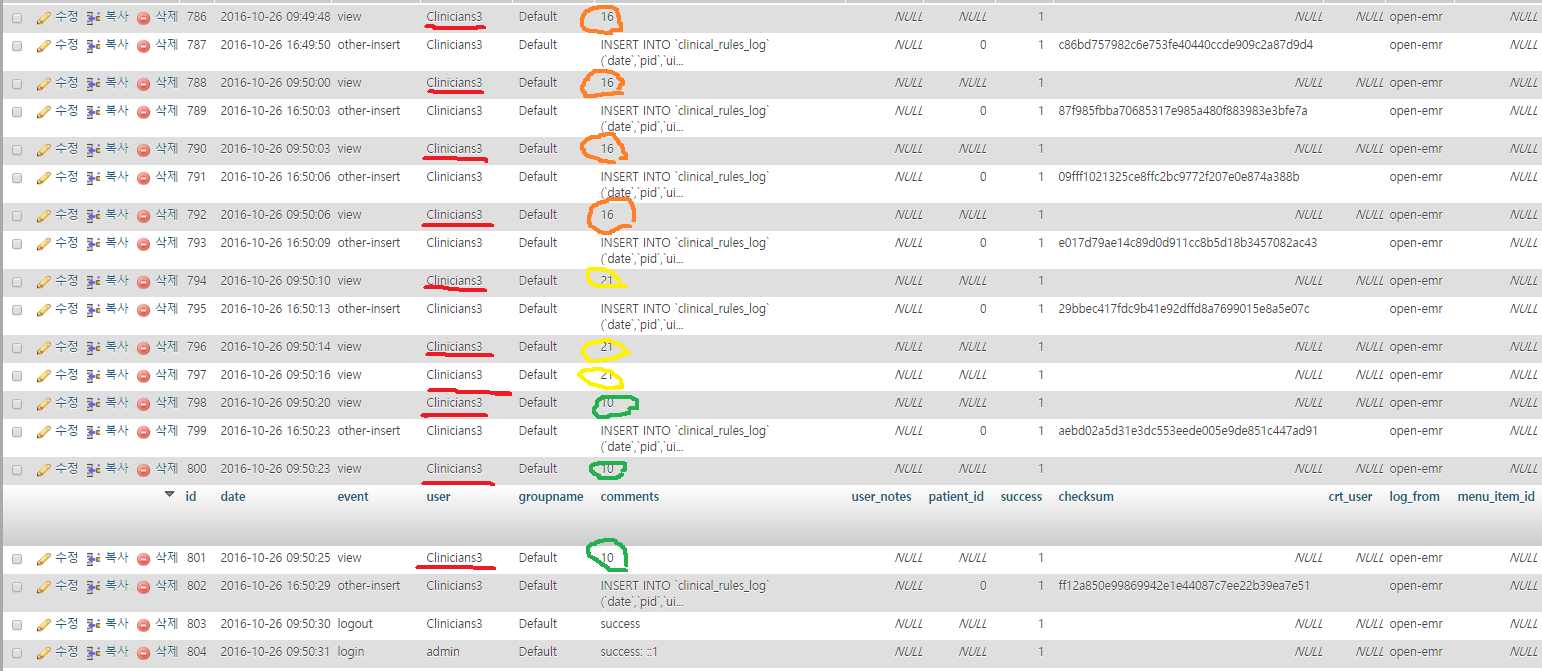 수정 복사 삭제 786 2016-10-26 09:49:48 view Clinicians3 Default 16 NULL NULL 1 NULL NULL open-emr NULL
수정 복사 삭제 787 2016-10-26 16:49:50 other-insert Clinicians3 Default INSERT INTO `clinical_rules_log` NULL 0 1 c86bd757982c6e753fe40440ccde909c2a87d9d4 open-emr NULL
(`date`,`pid`,`ui...
수정 복사 삭제 788 2016-10-26 09:50:00 view Clinicians3 Default 16 NULL NULL 1 NULL NULL open-emr NULL
수정 복사 삭제 789 2016-10-26 16:50:03 other-insert Clinicians3 Default INSERT INTO `clinical_rules_log` NULL 0 1 87f985fbba70685317e985a480f883983e3bfe7a open-emr NULL
(`date`,`pid`,`ui...
수정 복사 삭제 790 2016-10-26 09:50:03 view Clinicians3 Default 16 NULL NULL 1 NULL NULL open-emr NULL
수정 복사 삭제 791 2016-10-26 16:50:06 other-insert Clinicians3 Default INSERT INTO `clinical_rules_log` NULL 0 1 09fff1021325ce8ffc2bc9772f207e0e874a388b open-emr NULL
(`date`,`pid`,`ui...
수정 복사 삭제 792 2016-10-26 09:50:06 view Clinicians3 Default 16 NULL NULL 1 NULL NULL open-emr NULL
수정 복사 삭제 793 2016-10-26 16:50:09 other-insert Clinicians3 Default INSERT INTO `clinical_rules_log` NULL 0 1 e017d79ae14c89d0d911cc8b5d18b3457082ac43 open-emr NULL
(`date`,`pid`,`ui...
수정 복사 삭제 794 2016-10-26 09:50:10 view Clinicians3 Default 21 NULL NULL 1 NULL NULL open-emr NULL
수정 복사 삭제 795 2016-10-26 16:50:13 other-insert Clinicians3 Default INSERT INTO `clinical_rules_log` NULL 0 1 29bbec417fdc9b41e92dffd8a7699015e8a5e07c open-emr NULL
(`date`,`pid`,`ui...
수정 복사 삭제 796 2016-10-26 09:50:14 view Clinicians3 Default 21 NULL NULL 1 NULL NULL open-emr NULL
수정 복사 삭제 797 2016-10-26 09:50:16 view Clinicians3 Default 21 NULL NULL 1 NULL NULL open-emr NULL
수정 복사 삭제 798 2016-10-26 09:50:20 view Clinicians3 Default 10 NULL NULL 1 NULL NULL open-emr NULL
수정 복사 삭제 799 2016-10-26 16:50:23 other-insert Clinicians3 Default INSERT INTO `clinical_rules_log` NULL 0 1 aebd02a5d31e3dc553eede005e9de851c447ad91 open-emr NULL
(`date`,`pid`,`ui...
수정 복사 삭제 800 2016-10-26 09:50:23 view Clinicians3 Default 10 NULL NULL 1 NULL NULL open-emr NULL
id date event user groupname comments user_notes patient_id success checksum crt_user log_from menu_item_id
수정 복사 삭제 801 2016-10-26 09:50:25 view Clinicians3 Default 10 NULL NULL 1 NULL NULL open-emr NULL
수정 복사 삭제 802 2016-10-26 16:50:29 other-insert Clinicians3 Default INSERT INTO `clinical_rules_log` NULL 0 1 ff12a850e99869942e1e44087c7ee22b39ea7e51 open-emr NULL
(`date`,`pid`,`ui...
수정 복사 삭제 803 2016-10-26 09:50:30 logout Clinicians3 Default success NULL NULL 1 NULL NULL open-emr NULL
수정 복사 삭제 804 2016-10-26 09:50:31 login admin Default success: ::1 NULL NULL 1 NULL NULL open-emr NULL